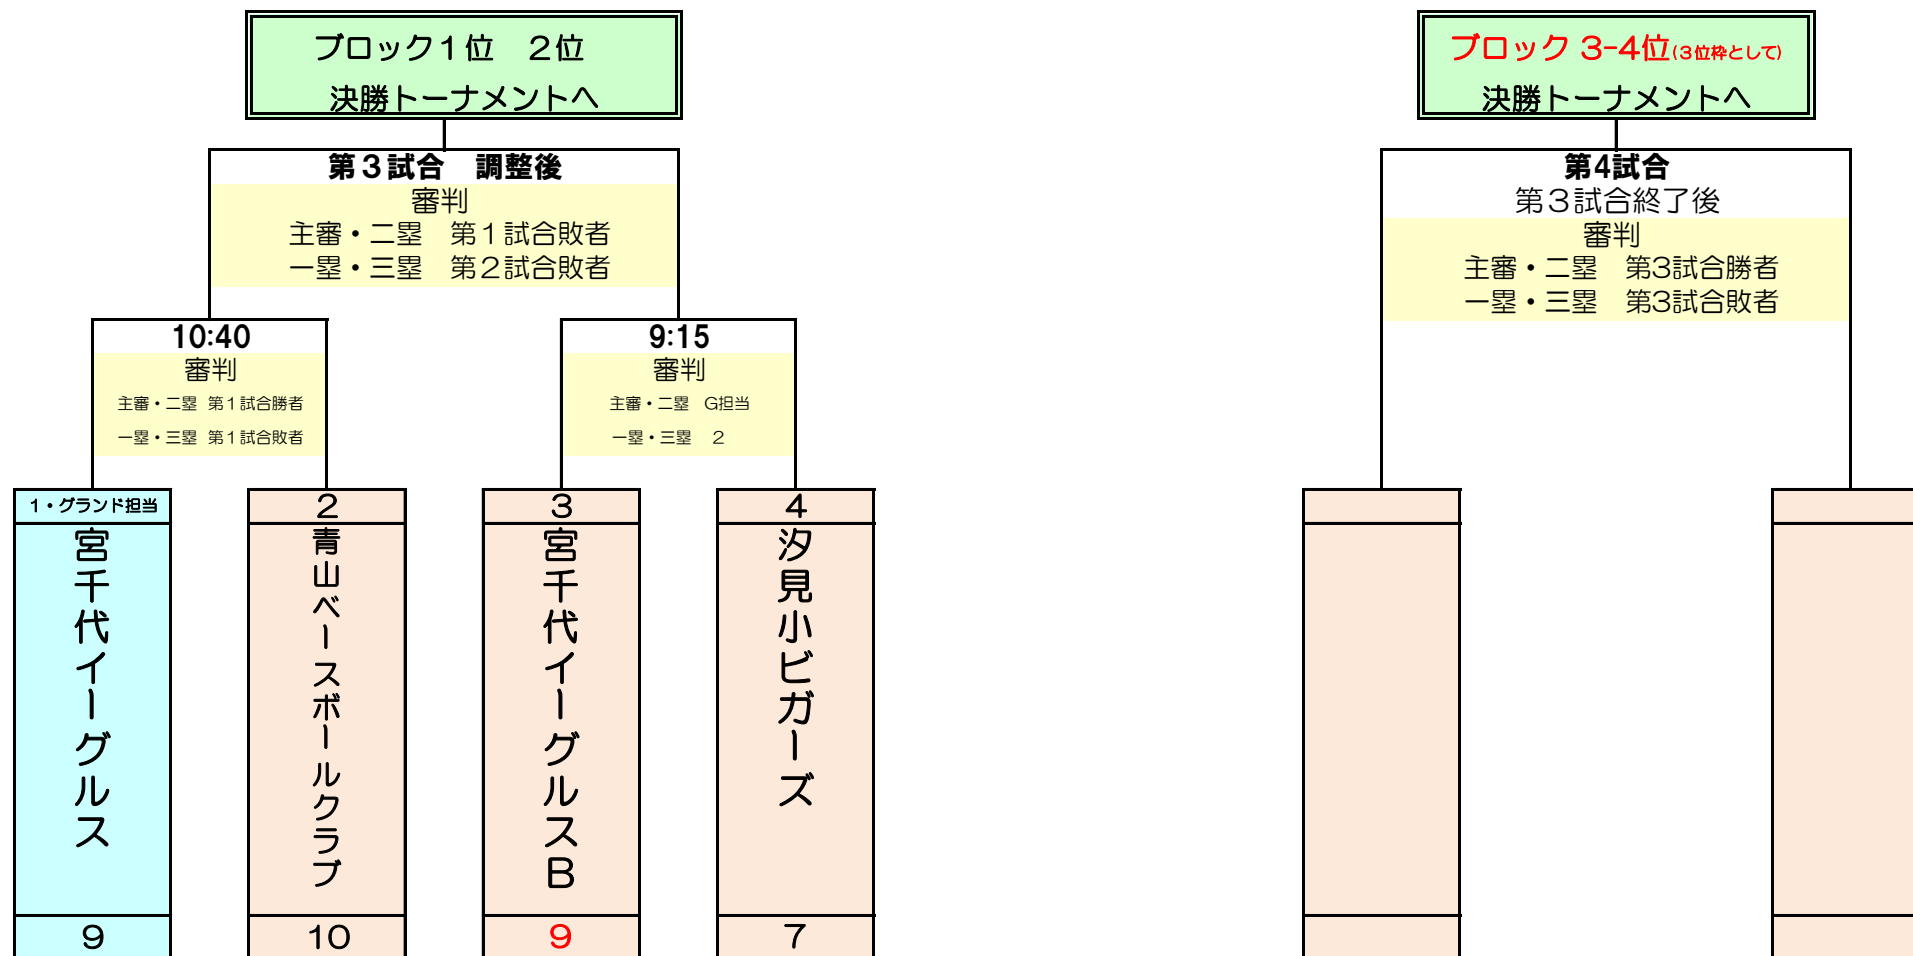 ブロック１位　２位
決勝トーナメントへ
第３試合　調整後
審判
主審・二塁　第１試合敗者
一塁・三塁　第２試合敗者
10:40
審判
主審・二塁 第１試合勝者
一塁・三塁 第１試合敗者
9:15
審判
主審・二塁　G担当
一塁・三塁　２
1・グランド担当
宮千代イーグルス
9
2
青山ベースボールクラブ
10
3
宮千代イーグルスB
9
4
汐見小ビガーズ
7
ブロック 3-4位(３位枠として)
決勝トーナメントへ
第4試合
第３試合終了後
審判
主審・二塁　第3試合勝者
一塁・三塁　第3試合敗者